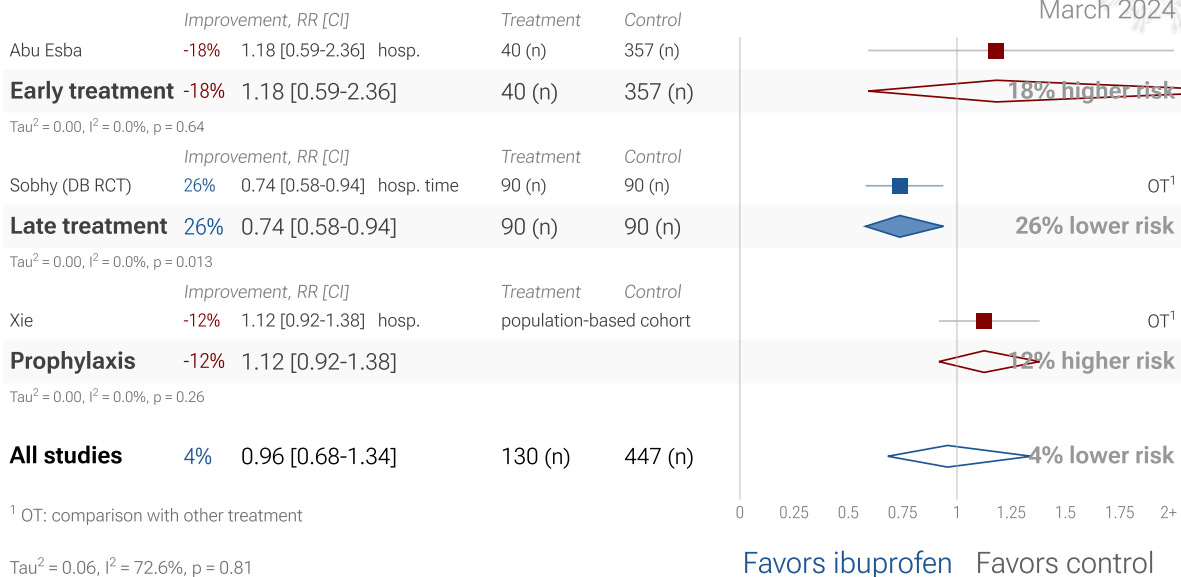 March 2024
Improvement, RR [CI] Treatment Control
Abu Esba -18% 1.18 [0.59-2.36] hosp. 40 (n) 357 (n)
Early treatment -18% 1.18 [0.59-2.36] 40 (n) 357 (n) 18% higher risk
Tau² = 0.00, I² = 0.0%, p = 0.64
Improvement, RR [CI] Treatment Control
Sobhy (DB RCT) 26% 0.74 [0.58-0.94] hosp. time 90 (n) 90 (n) OT¹
Late treatment 26% 0.74 [0.58-0.94] 90 (n) 90 (n) 26% lower risk
Tau² = 0.00, I² = 0.0%, p = 0.013
Improvement, RR [CI] Treatment Control
Xie -12% 1.12 [0.92-1.38] hosp. population-based cohort OT¹
Prophylaxis -12% 1.12 [0.92-1.38] 12% higher risk
Tau² = 0.00, I² = 0.0%, p = 0.26
All studies 4% 0.96 [0.68-1.34] 130 (n) 447 (n) 4% lower risk
0 0.25 0.5 0.75 1 1.25 1.5 1.75 2+
¹ OT: comparison with other treatment
Tau² = 0.06, I² = 72.6%, p = 0.81
Favors ibuprofen Favors control